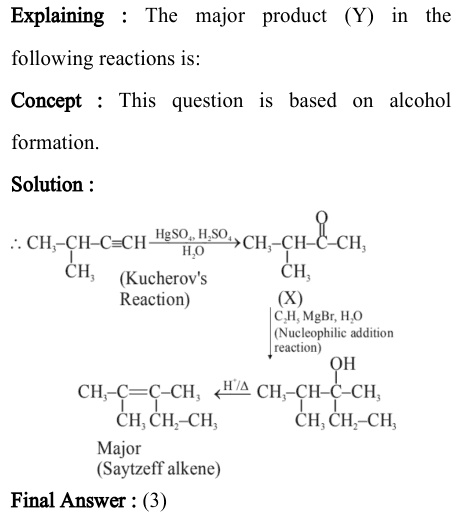 Explaining : The major product (Y) in the
following reactions is:
Concept : This question is based on alcohol
formation.
Solution :
∴ CH₃–CH–C≡CH HgSO₄, H₂SO₄ H₂O CH₃–CH–C–CH₃
O
CH₃ (Kucherov's CH₃
Reaction) (X)
C₂H₅ MgBr, H₂O
(Nucleophilic addition
reaction)
OH
CH₃–C=C–CH₃ H⁺/Δ CH₃–CH–C–CH₃
CH₃ CH₂–CH₃ CH₃ CH₂–CH₃
Major
(Saytzeff alkene)
Final Answer : (3)